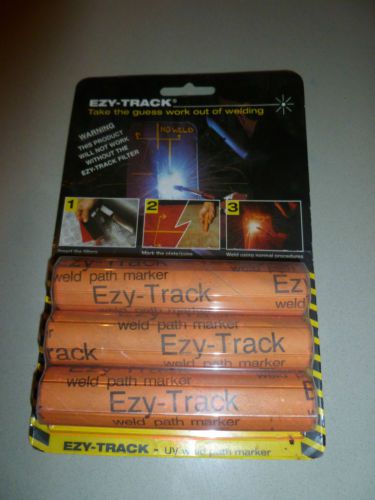 EZY-TRACK®
Take the guess work out of welding
WARNING
THIS PRODUCT
WILL NOT WORK
WITHOUT THE
EZY-TRACK FILTER
NO WELD
1
2
3
Insert the filters
Mark the plate/pipe
Weld using normal procedures
weld path marker
Ezy-Track
Ezy
weld
weld path marker
rack
Ezy-Track
weld path marker
Ezy-Track
weld path marker
EZY-TRACK - UV weld path marker